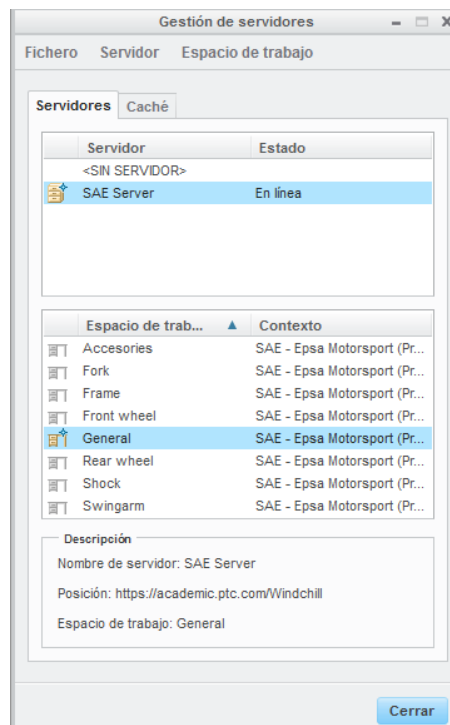 Gestión de servidores
Fichero Servidor Espacio de trabajo
Servidores Caché
Servidor Estado
<SIN SERVIDOR>
SAE Server En línea
Espacio de trab... Contexto
Accesories SAE - Epsa Motorsport (Pr...
Fork SAE - Epsa Motorsport (Pr...
Frame SAE - Epsa Motorsport (Pr...
Front wheel SAE - Epsa Motorsport (Pr...
General SAE - Epsa Motorsport (Pr...
Rear wheel SAE - Epsa Motorsport (Pr...
Shock SAE - Epsa Motorsport (Pr...
Swingarm SAE - Epsa Motorsport (Pr...
Descripción
Nombre de servidor: SAE Server
Posición: https://academic.ptc.com/Windchill
Espacio de trabajo: General
Cerrar